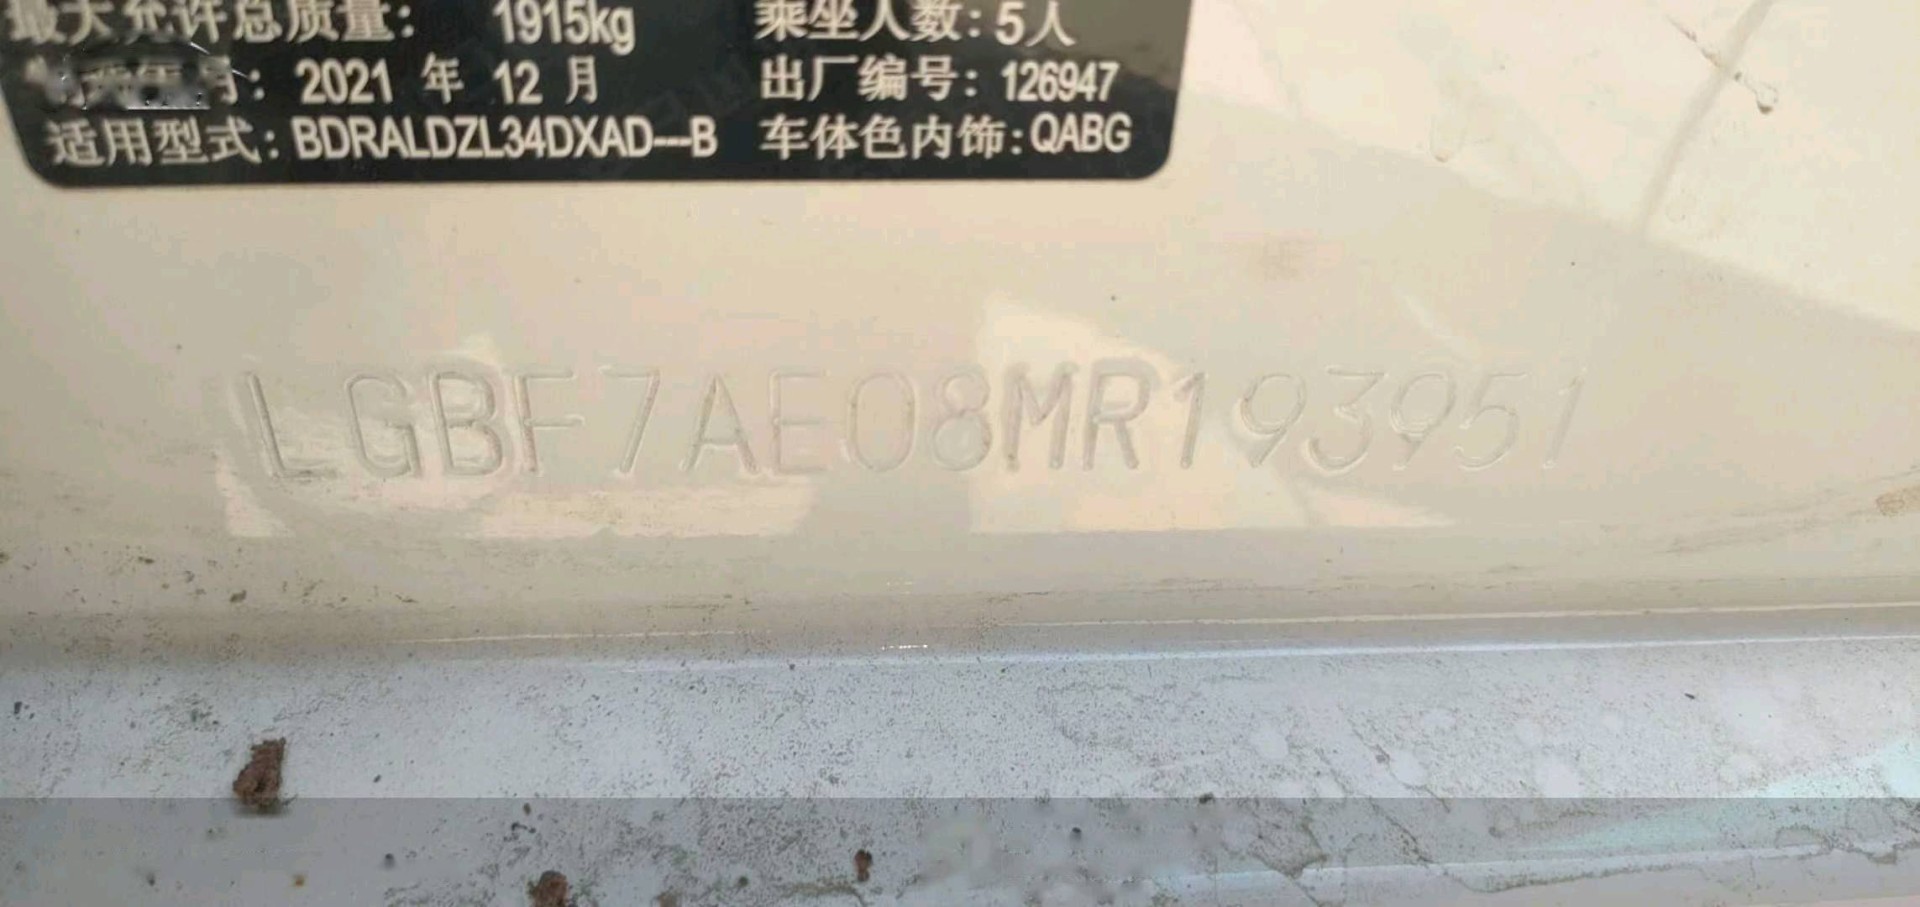 最大允许总质量: 1915kg 乘坐人数: 5人
月: 2021 年 12 月 出厂编号: 126947
适用型式: BDRALDZL34DXAD---B 车体色内饰: QABG
LGBF7AE08MR193951